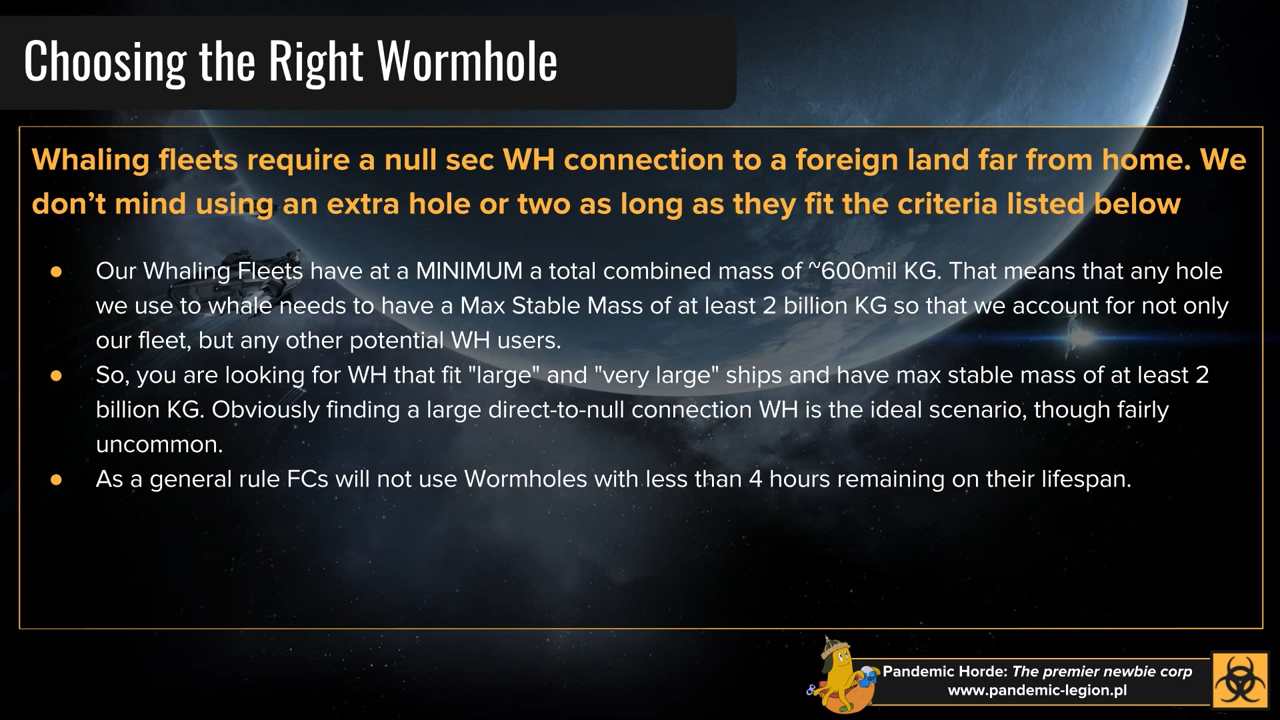 Choosing the Right Wormhole
Whaling fleets require a null sec WH connection to a foreign land far from home. We
don’t mind using an extra hole or two as long as they fit the criteria listed below
● Our Whaling Fleets have at a MINIMUM a total combined mass of ~600mil KG. That means that any hole
we use to whale needs to have a Max Stable Mass of at least 2 billion KG so that we account for not only
our fleet, but any other potential WH users.
● So, you are looking for WH that fit "large" and "very large" ships and have max stable mass of at least 2
billion KG. Obviously finding a large direct-to-null connection WH is the ideal scenario, though fairly
uncommon.
● As a general rule FCs will not use Wormholes with less than 4 hours remaining on their lifespan.
Pandemic Horde: The premier newbie corp
www.pandemic-legion.pl